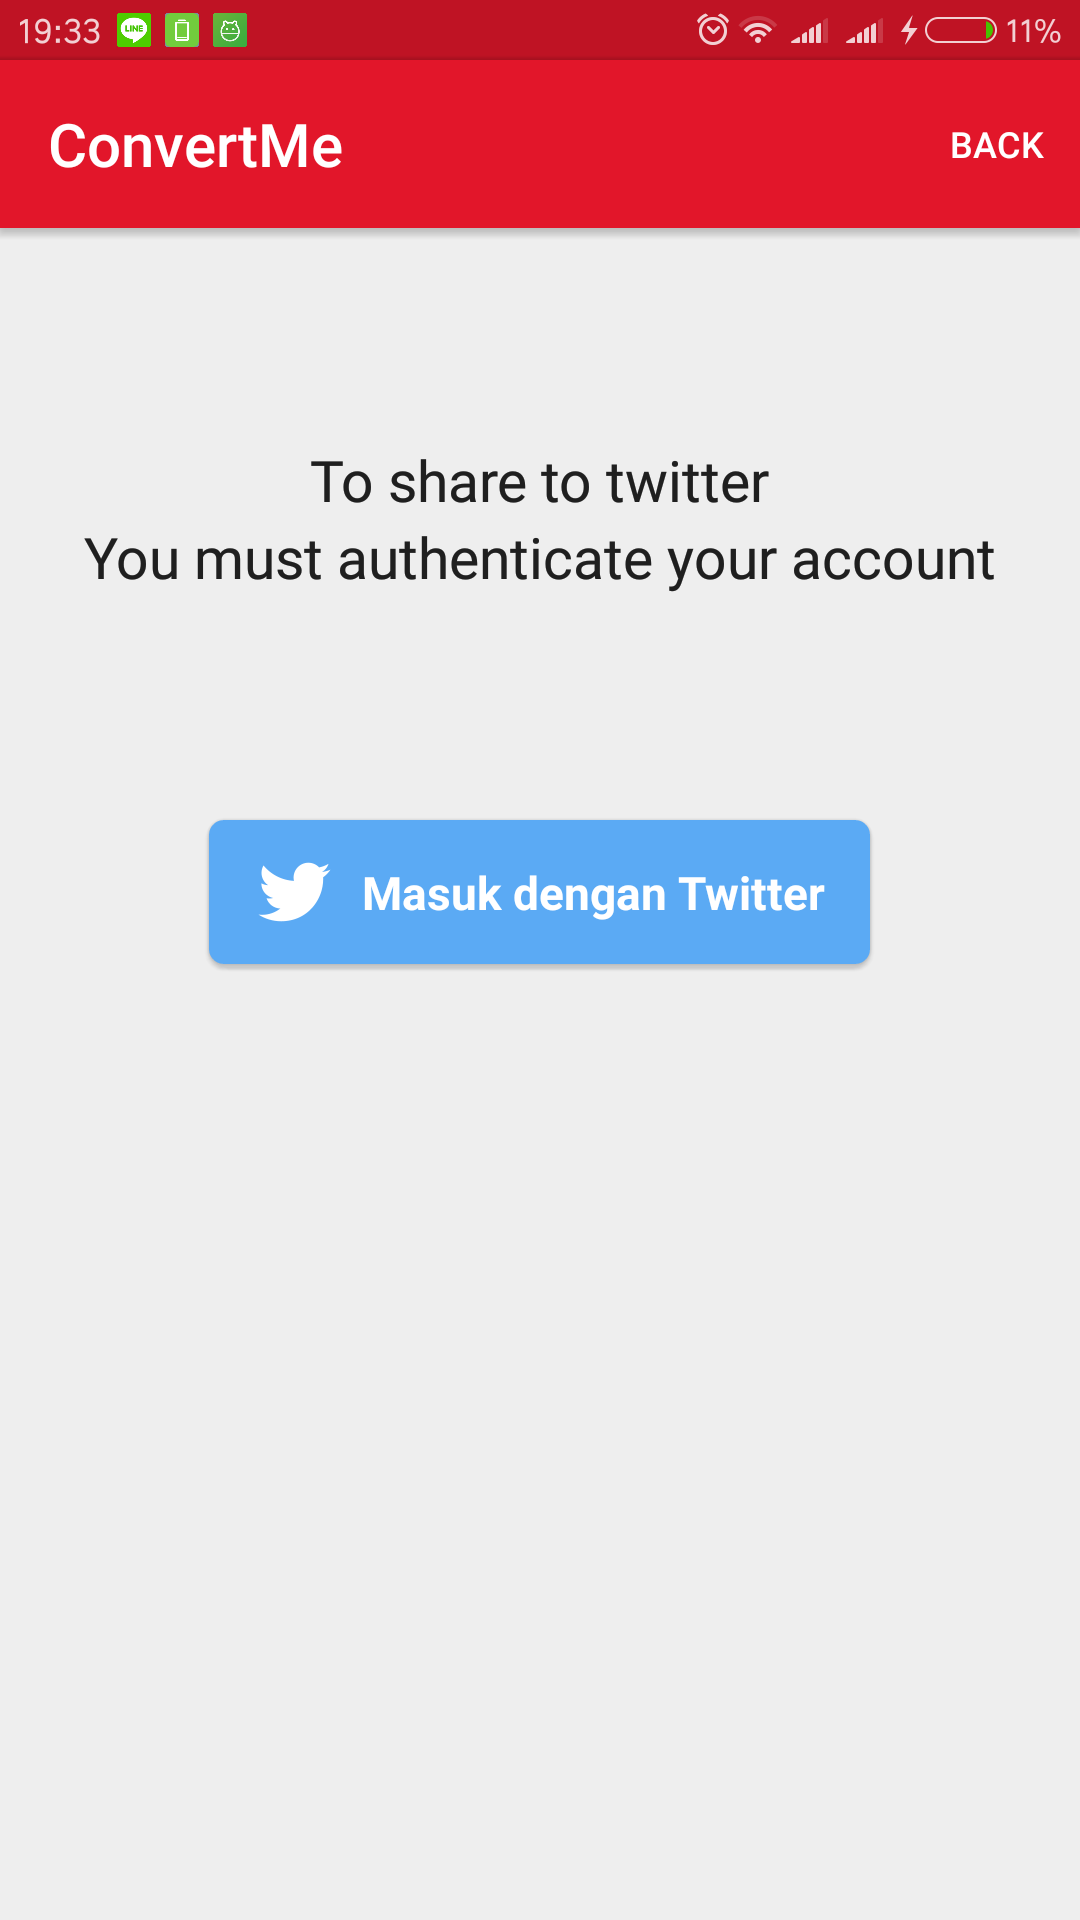 19:33 LINE 11%
ConvertMe BACK
To share to twitter
You must authenticate your account
Masuk dengan Twitter